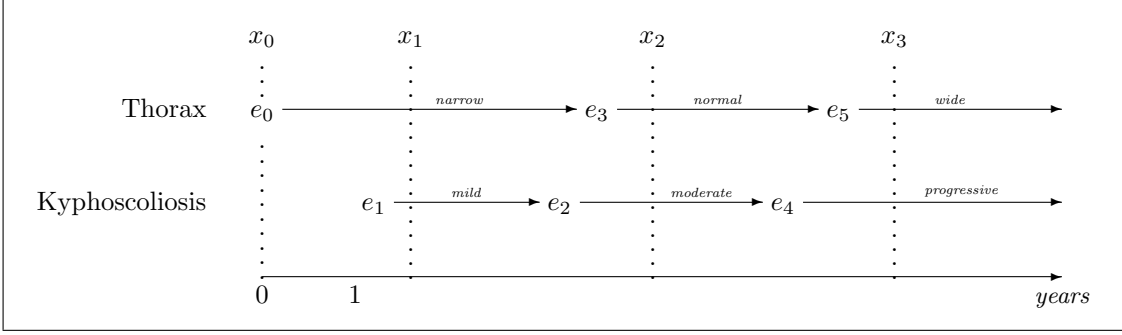 x₀ x₁ x₂ x₃
narrow normal wide
Thorax e₀ e₃ e₅
mild moderate progressive
Kyphoscoliosis e₁ e₂ e₄
0 1 years